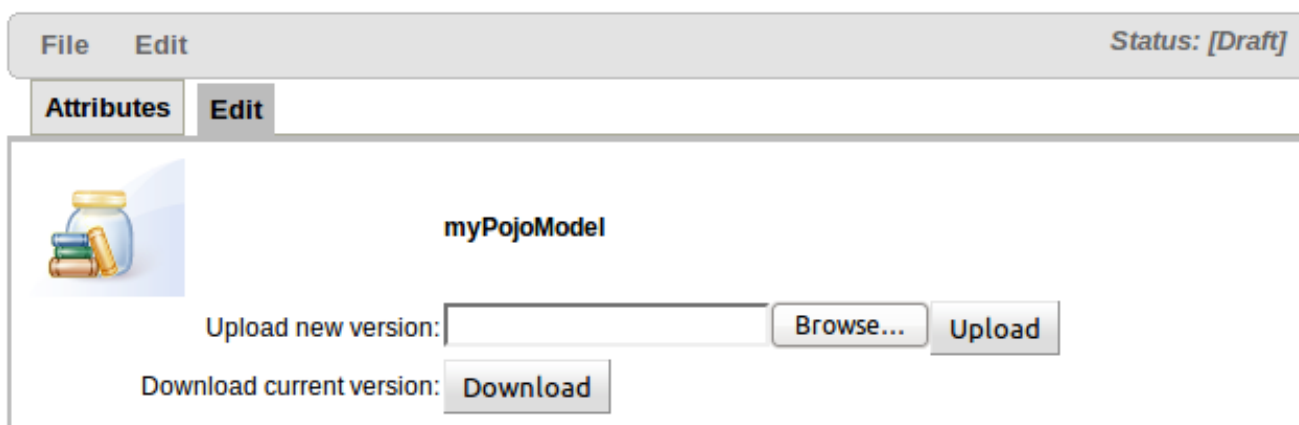 File Edit Status: [Draft]
Attributes Edit
myPojoModel
Upload new version: Browse... Upload
Download current version: Download